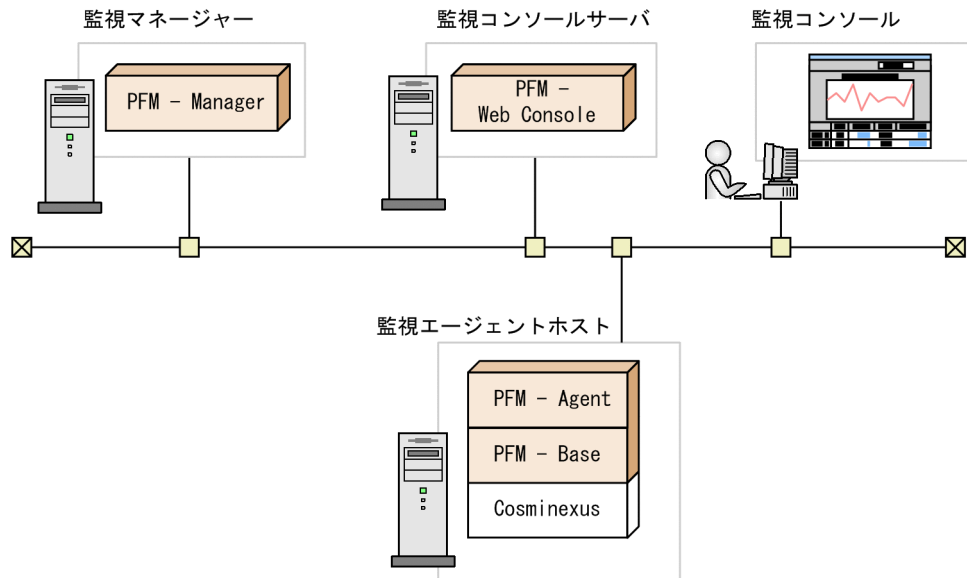 監視マネージャー
監視コンソールサーバ
監視コンソール
PFM - Manager
PFM -
Web Console
監視エージェントホスト
PFM - Agent
PFM - Base
Cosminexus